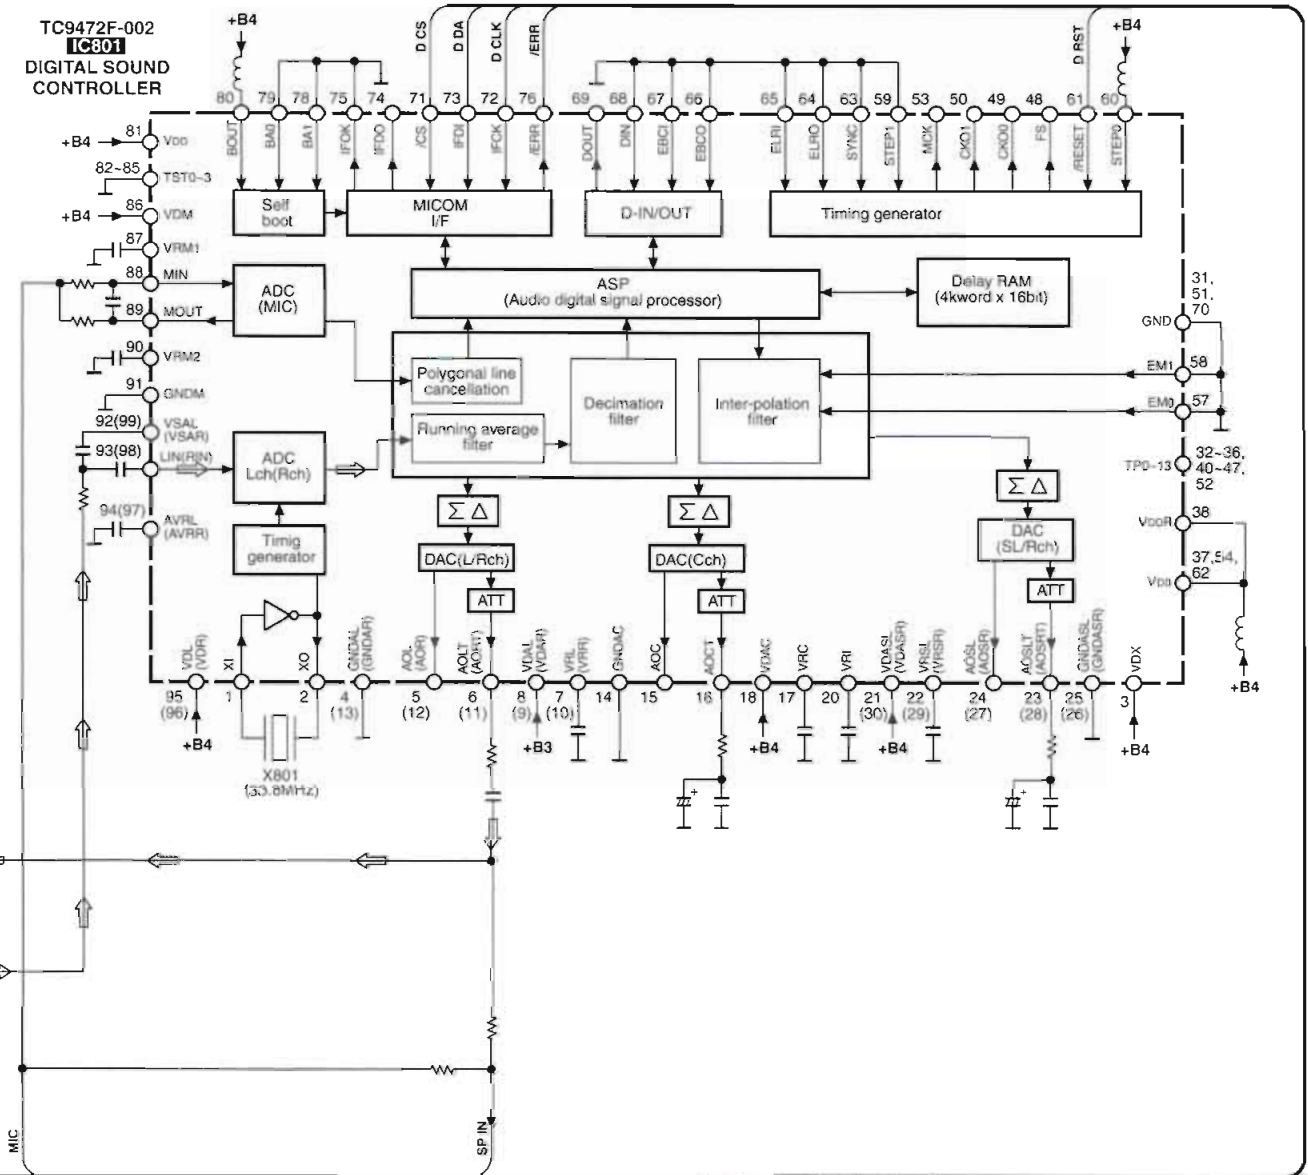 TC9472F-002
IC801
DIGITAL SOUND
CONTROLLER
+B4
D CS
D DA
D CLK
/ERR
D RST
+B4
80 79 78 75 74 71 73 72 76 69 68 67 66 65 64 63 59 53 50 49 48 61 60
BOUT BA0 BA1 IFOK IFDO /CS IFDI IFCK /ERR DOUT DIN EBCI EBCO ELRI ELRO SYNC STEP1 MCK CKO1 CKO0 FS /RESET STEP0
+B4 81 VDD
82~85 TST0~3
+B4 86 VDM
87 VRM1
88 MIN
89 MOUT
90 VRM2
91 GNDM
92(99) VSAL
(VSAR)
93(98) LIN(RIN)
94(97) AVRL
(AVRR)
Self
boot
MICOM
I/F
D-IN/OUT
Timing generator
ADC
(MIC)
ASP
(Audio digital signal processor)
Delay RAM
(4kword x 16bit)
Polygonal line
cancellation
Running average
filter
Decimation
filter
Inter-polation
filter
ADC
Lch(Rch)
Timig
generator
Σ Δ
DAC(L/Rch)
ATT
Σ Δ
DAC(Cch)
ATT
Σ Δ
DAC
(SL/Rch)
ATT
31,
51,
70
GND
EM1 58
EM0 57
TP0~13 32~36,
40~47,
52
VDDR 38
VDD 37,54,
62
+B4
VDL
(VDR)
XI
XO
GNDAL
(GNDAR)
AOL
(AOR)
AOLT
(AORT)
VDAL
(VDAR)
VRL
(VRR)
GNDAC
AOC
AOCT
VDAC
VRC
VRI
VDASL
(VDASR)
VRSL
(VRSR)
AOSL
(AOSR)
AOSLT
(AOSRT)
GNDASL
(GNDASR)
VDX
95 1 2 4 5 6 8 7 14 15 16 18 17 20 21 22 24 23 25 3
(96) (13) (12) (11) (9) (10) (30) (29) (27) (28) (26)
+B4 +B3 +B4 +B4 +B4
X801
(33.8MHz)
+
+
MIC
SP IN